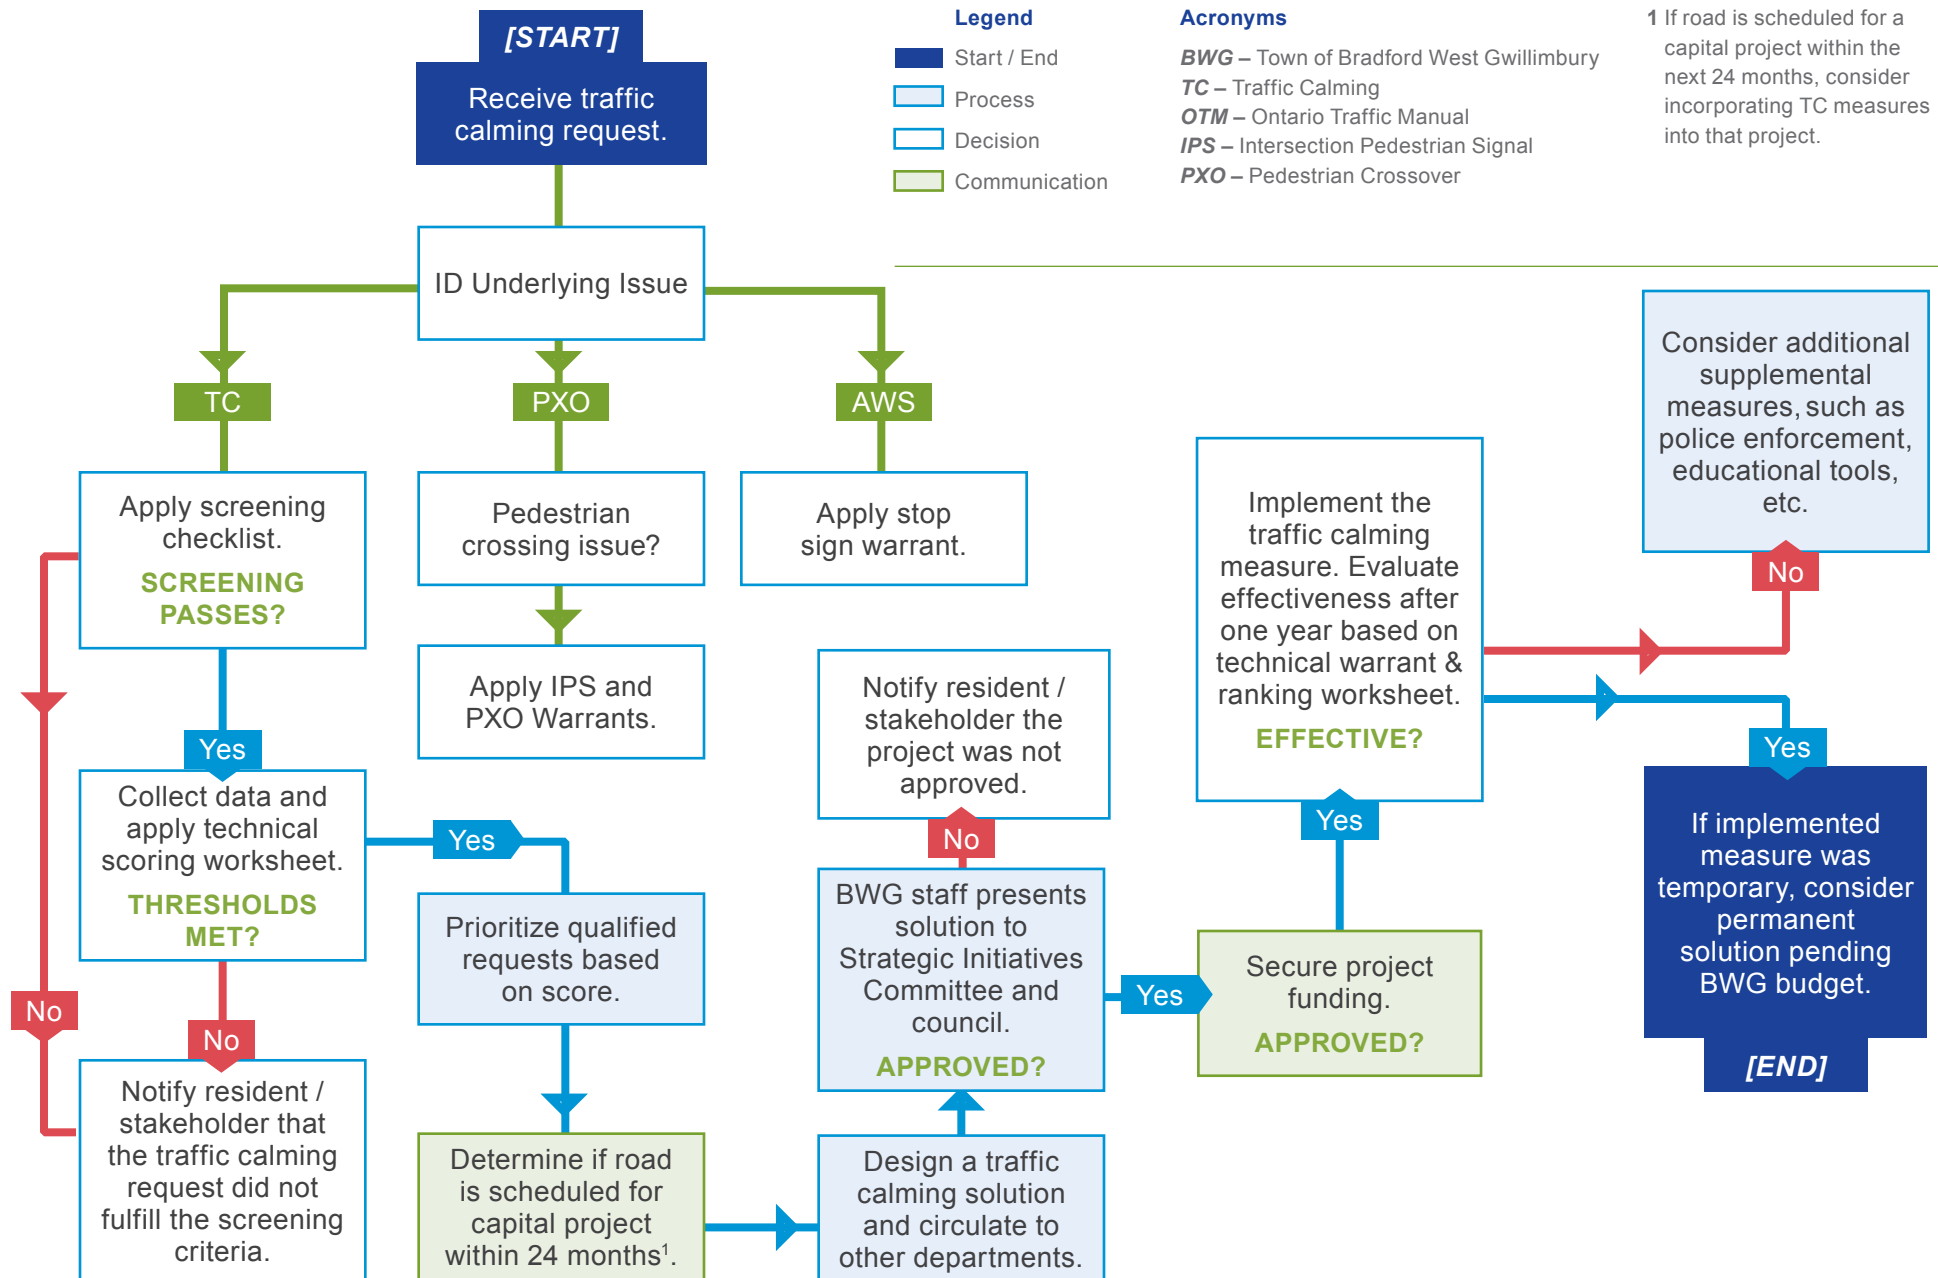 [START]
Receive traffic
calming request.
Legend
Start / End
Process
Decision
Communication
Acronyms
BWG – Town of Bradford West Gwillimbury
TC – Traffic Calming
OTM – Ontario Traffic Manual
IPS – Intersection Pedestrian Signal
PXO – Pedestrian Crossover
1 If road is scheduled for a
capital project within the
next 24 months, consider
incorporating TC measures
into that project.
ID Underlying Issue
TC
PXO
AWS
Apply screening
checklist.
SCREENING
PASSES?
Pedestrian
crossing issue?
Apply stop
sign warrant.
Apply IPS and
PXO Warrants.
Yes
Collect data and
apply technical
scoring worksheet.
THRESHOLDS
MET?
No
No
Notify resident /
stakeholder that
the traffic calming
request did not
fulfill the screening
criteria.
Yes
Prioritize qualified
requests based
on score.
Determine if road
is scheduled for
capital project
within 24 months1.
Design a traffic
calming solution
and circulate to
other departments.
BWG staff presents
solution to
Strategic Initiatives
Committee and
council.
APPROVED?
No
Notify resident /
stakeholder the
project was not
approved.
Yes
Secure project
funding.
APPROVED?
Yes
Implement the
traffic calming
measure. Evaluate
effectiveness after
one year based on
technical warrant &
ranking worksheet.
EFFECTIVE?
No
Consider additional
supplemental
measures, such as
police enforcement,
educational tools,
etc.
Yes
If implemented
measure was
temporary, consider
permanent
solution pending
BWG budget.
[END]